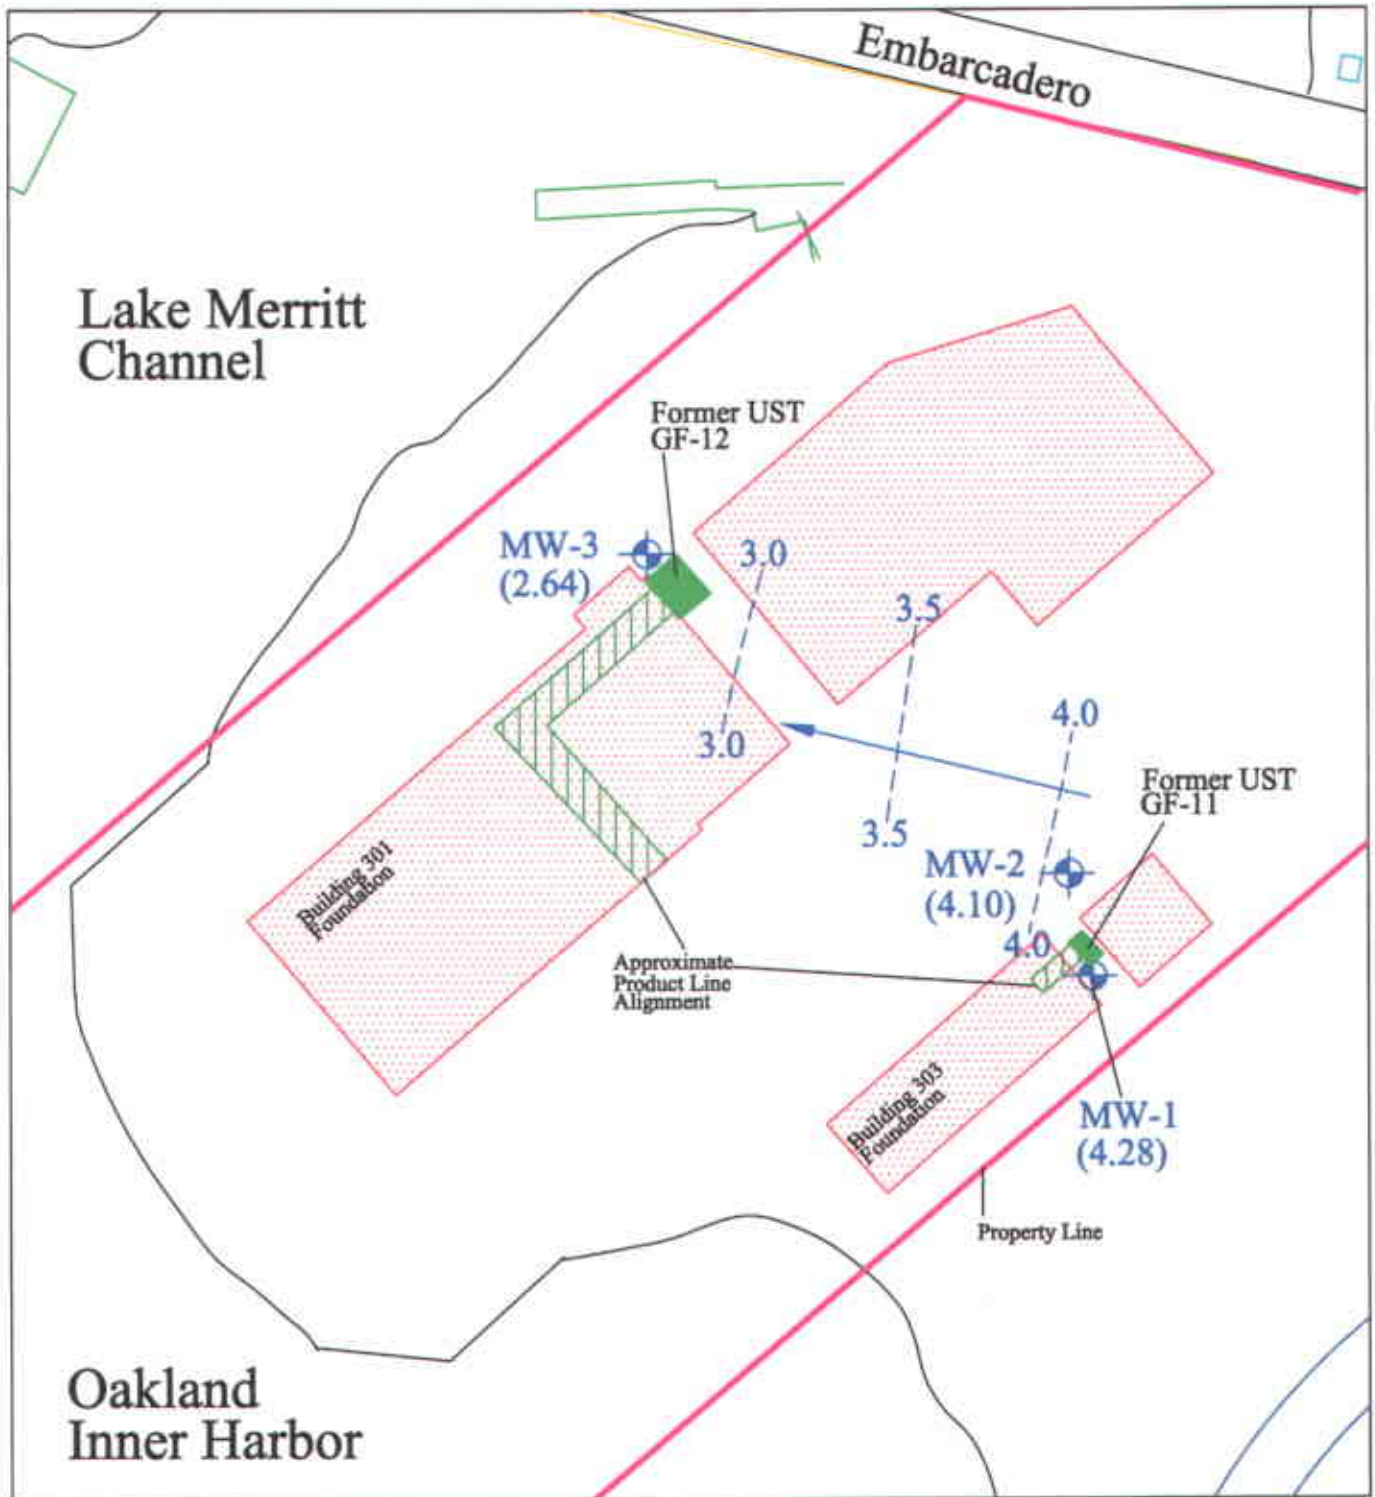 Embarcadero
Lake Merritt
Channel
Former UST
GF-12
MW-3
(2.64)
3.0
3.5
3.0
4.0
Former UST
GF-11
3.5
MW-2
(4.10)
4.0
Building 301
Foundation
Approximate
Product Line
Alignment
Building 303
Foundation
MW-1
(4.28)
Property Line
Oakland
Inner Harbor